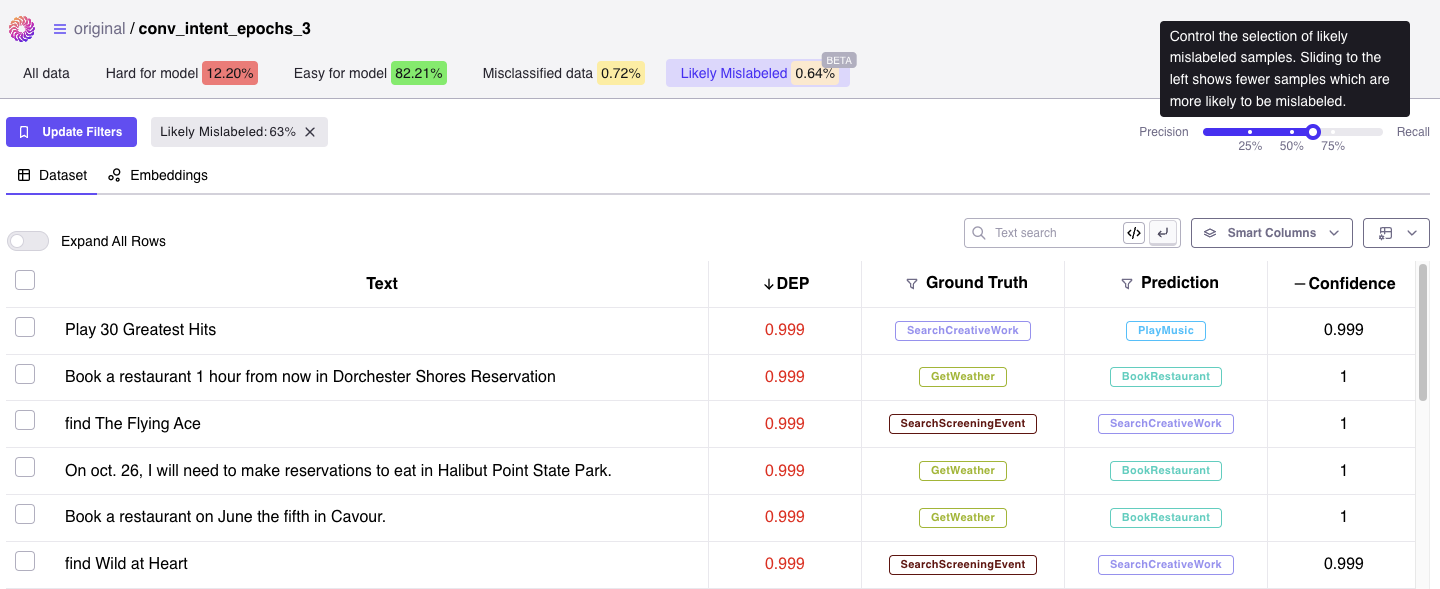 original / conv_intent_epochs_3
Control the selection of likely
mislabeled samples. Sliding to the
left shows fewer samples which are
more likely to be mislabeled.
All data Hard for model 12.20% Easy for model 82.21% Misclassified data 0.72% Likely Mislabeled 0.64% BETA
Update Filters Likely Mislabeled: 63% Precision Recall
25% 50% 75%
Dataset Embeddings
Expand All Rows Text search </> Smart Columns
Text DEP Ground Truth Prediction Confidence
Play 30 Greatest Hits 0.999 SearchCreativeWork PlayMusic 0.999
Book a restaurant 1 hour from now in Dorchester Shores Reservation 0.999 GetWeather BookRestaurant 1
find The Flying Ace 0.999 SearchScreeningEvent SearchCreativeWork 1
On oct. 26, I will need to make reservations to eat in Halibut Point State Park. 0.999 GetWeather BookRestaurant 1
Book a restaurant on June the fifth in Cavour. 0.999 GetWeather BookRestaurant 1
find Wild at Heart 0.999 SearchScreeningEvent SearchCreativeWork 0.999